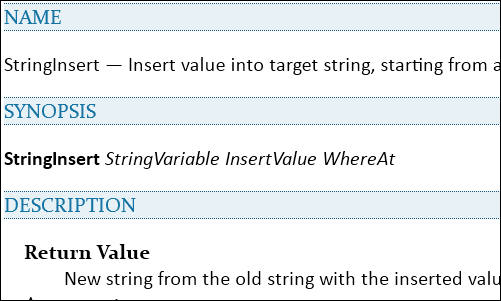 NAME
StringInsert — Insert value into target string, starting from a
SYNOPSIS
StringInsert StringVariable InsertValue WhereAt
DESCRIPTION
Return Value
New string from the old string with the inserted valu